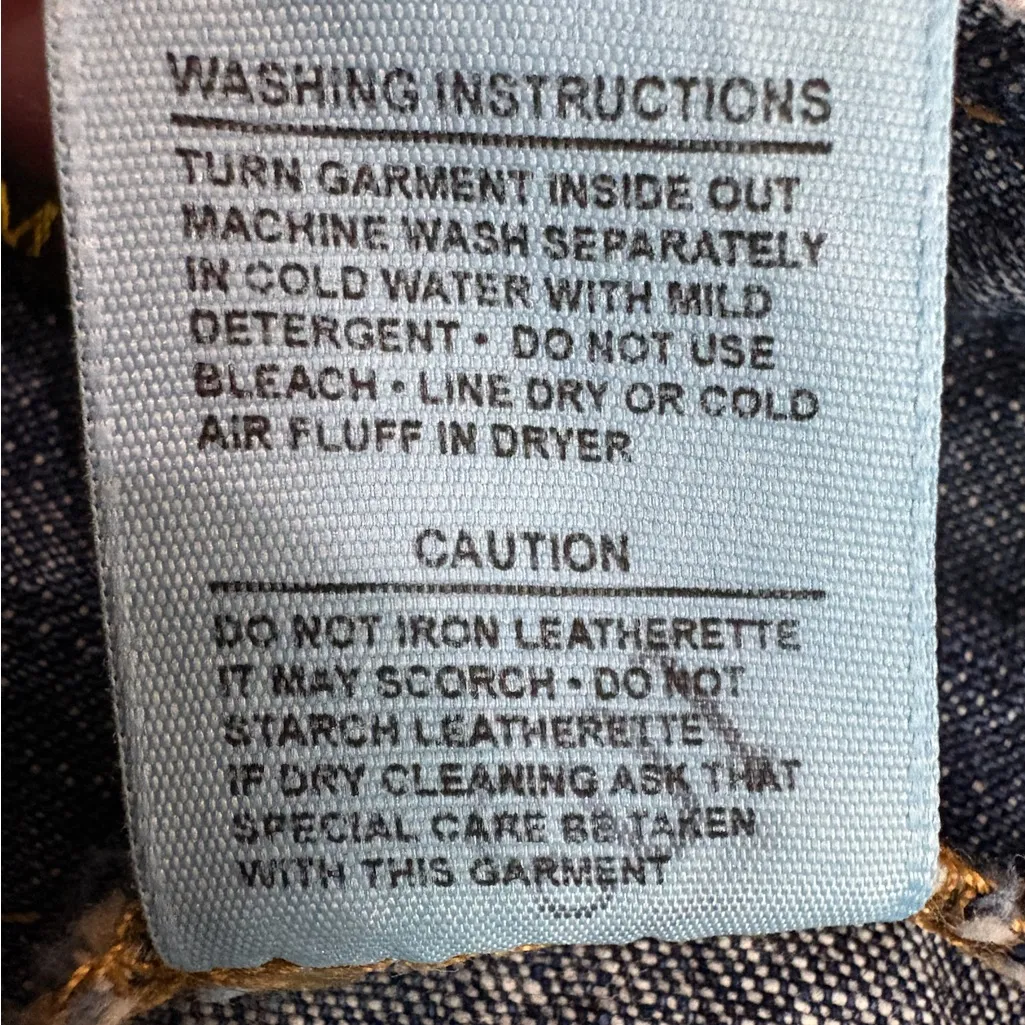 WASHING INSTRUCTIONS
TURN GARMENT INSIDE OUT
MACHINE WASH SEPARATELY
IN COLD WATER WITH MILD
DETERGENT • DO NOT USE
BLEACH • LINE DRY OR COLD
AIR FLUFF IN DRYER
CAUTION
DO NOT IRON LEATHERETTE
IT MAY SCORCH • DO NOT
STARCH LEATHERETTE
IF DRY CLEANING ASK THAT
SPECIAL CARE BE TAKEN
WITH THIS GARMENT